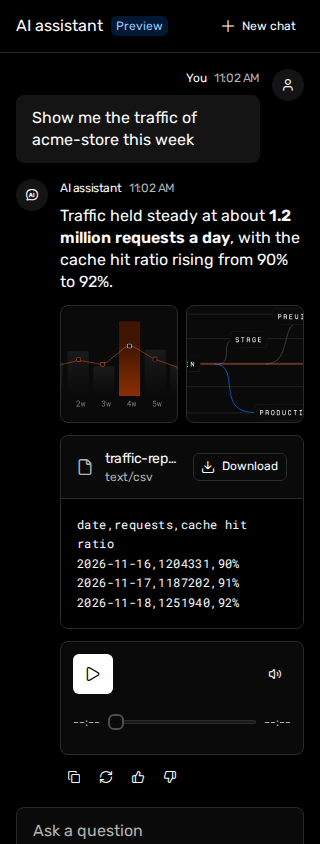 AI assistant Preview + New chat
You 11:02 AM
Show me the traffic of
acme-store this week
AI
AI assistant 11:02 AM
Traffic held steady at about 1.2
million requests a day, with the
cache hit ratio rising from 90%
to 92%.
2w 3w 4w 5w
PREVI
STAGE
IN
PRODUCTI
traffic-rep...
text/csv
Download
date,requests,cache hit
ratio
2026-11-16,1204331,90%
2026-11-17,1187202,91%
2026-11-18,1251940,92%
--:-- --:--
Ask a question